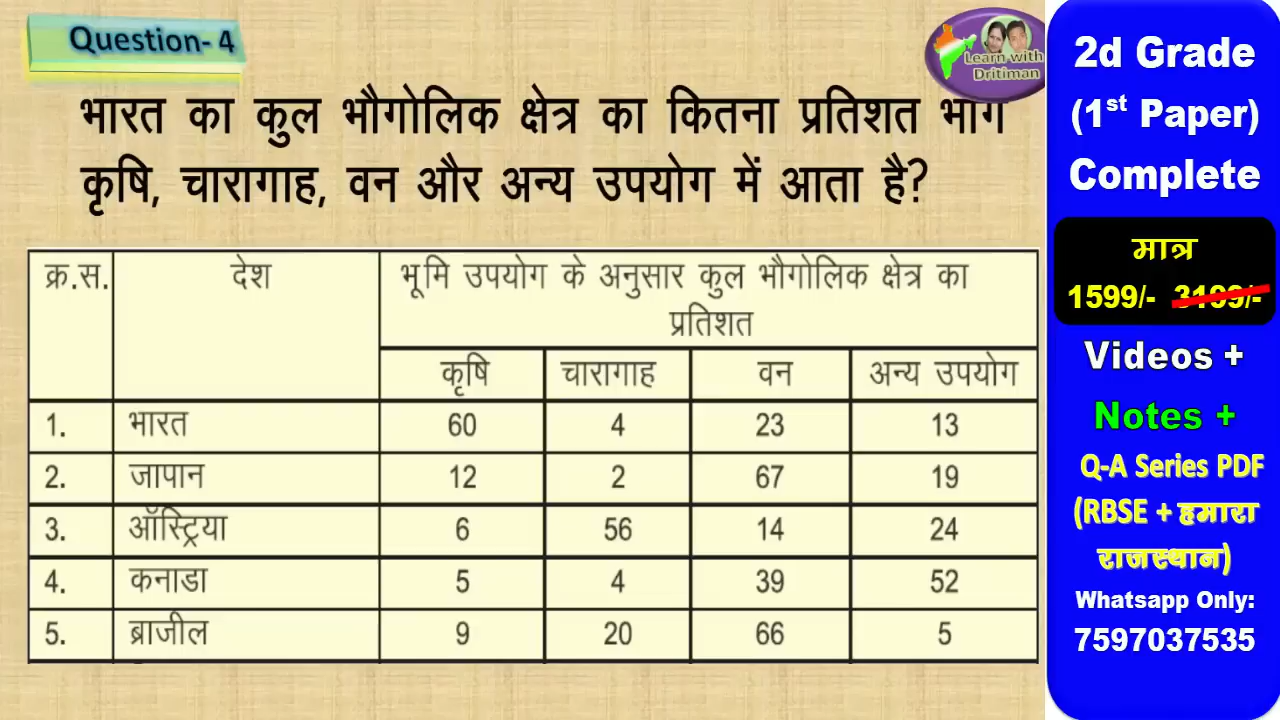 Question- 4
Learn with
Dritiman
भारत का कुल भौगोलिक क्षेत्र का कितना प्रतिशत भाग
कृषि, चारागाह, वन और अन्य उपयोग में आता है?
क्र.स. देश भूमि उपयोग के अनुसार कुल भौगोलिक क्षेत्र का
प्रतिशत
कृषि चारागाह वन अन्य उपयोग
1. भारत 60 4 23 13
2. जापान 12 2 67 19
3. ऑस्ट्रिया 6 56 14 24
4. कनाडा 5 4 39 52
5. ब्राजील 9 20 66 5
2d Grade
(1st Paper)
Complete
मात्र
1599/- 3199/-
Videos +
Notes +
Q-A Series PDF
(RBSE + हमारा
राजस्थान)
Whatsapp Only:
7597037535